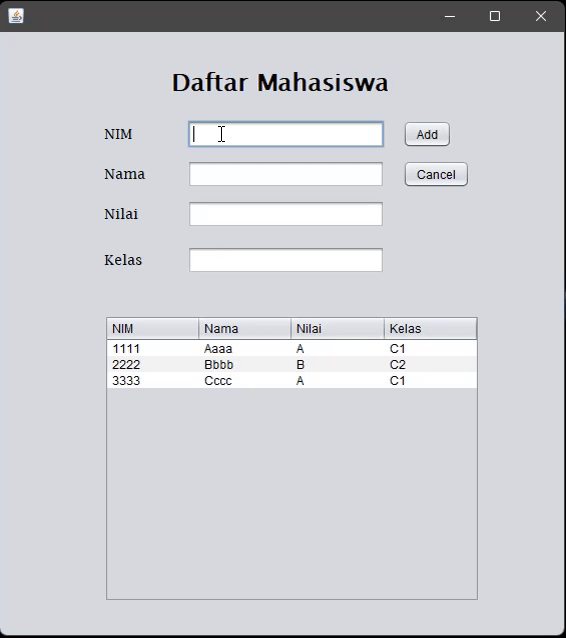 Daftar Mahasiswa
NIM Add
Nama Cancel
Nilai
Kelas
NIM Nama Nilai Kelas
1111 Aaaa A C1
2222 Bbbb B C2
3333 Cccc A C1